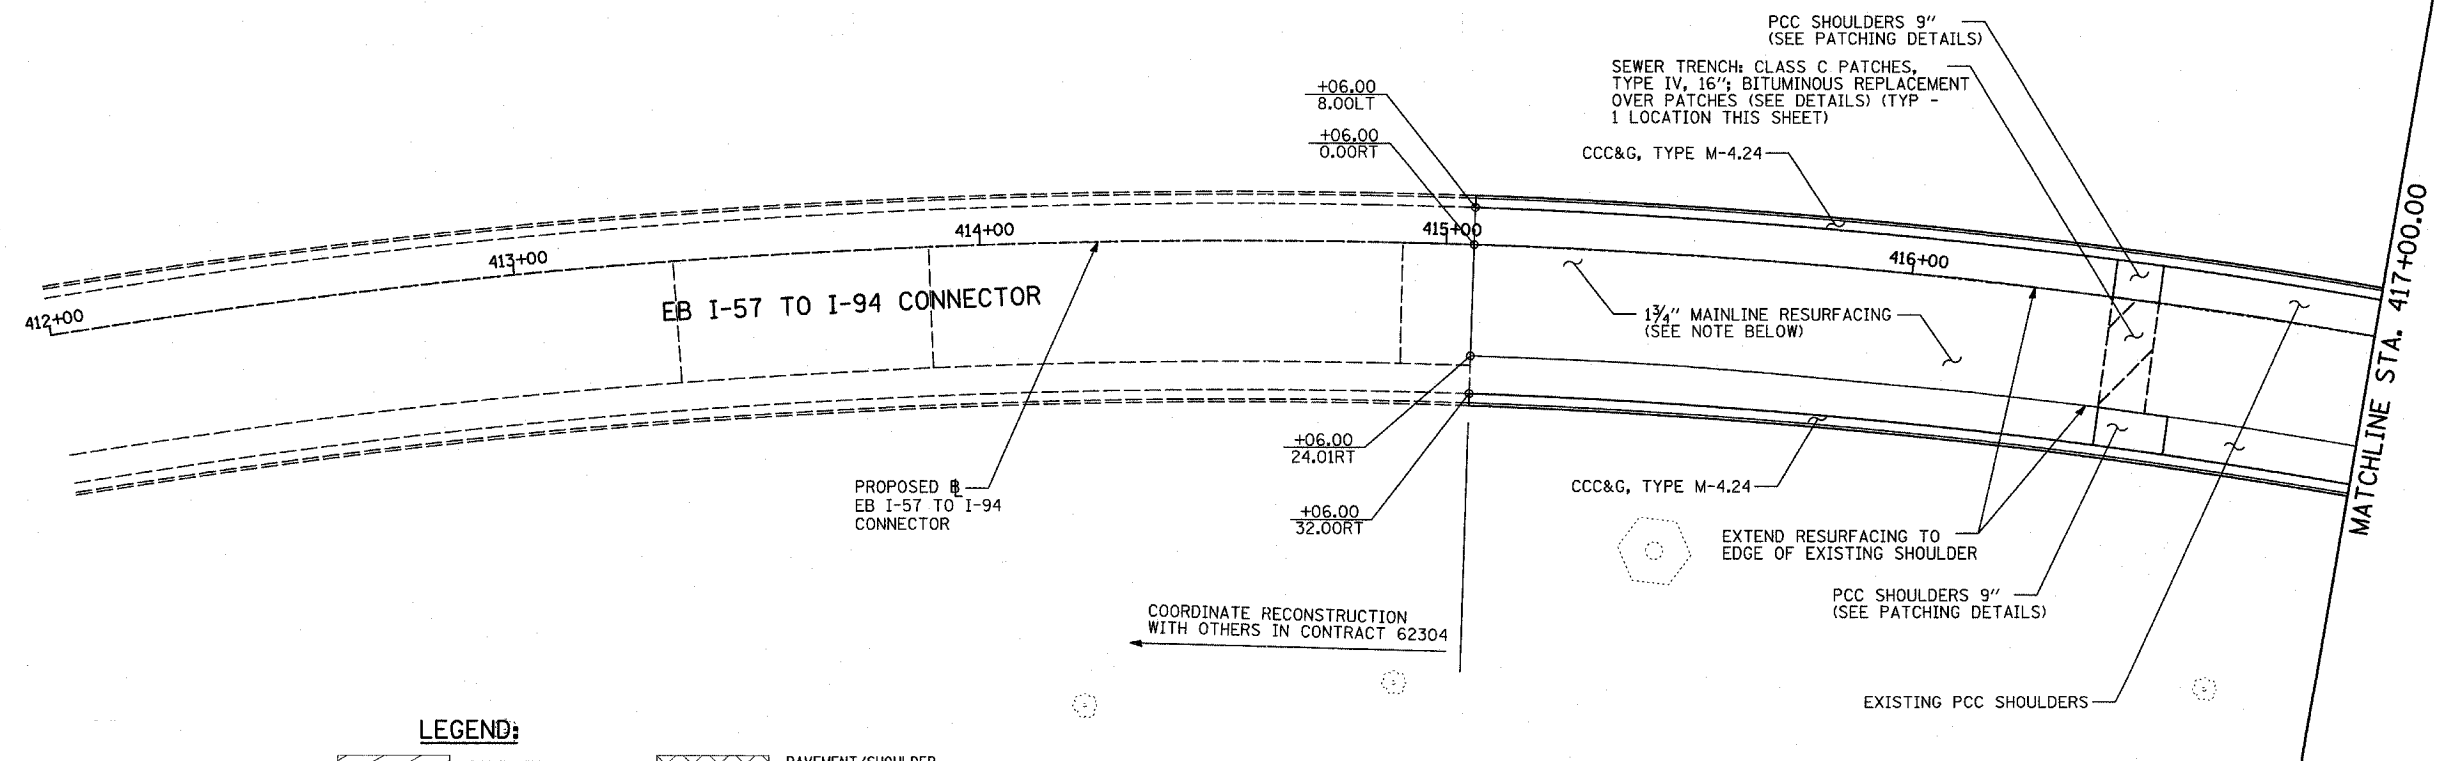 PCC SHOULDERS 9"
(SEE PATCHING DETAILS)
SEWER TRENCH: CLASS C PATCHES,
TYPE IV, 16"; BITUMINOUS REPLACEMENT
OVER PATCHES (SEE DETAILS) (TYP -
1 LOCATION THIS SHEET)
CCC&G, TYPE M-4.24
+06.00
8.00LT
+06.00
0.00RT
412+00
413+00
414+00
415+00
416+00
EB I-57 TO I-94 CONNECTOR
1¾" MAINLINE RESURFACING
(SEE NOTE BELOW)
MATCHLINE STA. 417+00.00
+06.00
24.01RT
+06.00
32.00RT
PROPOSED ℄
EB I-57 TO I-94
CONNECTOR
CCC&G, TYPE M-4.24
EXTEND RESURFACING TO
EDGE OF EXISTING SHOULDER
PCC SHOULDERS 9"
(SEE PATCHING DETAILS)
COORDINATE RECONSTRUCTION
WITH OTHERS IN CONTRACT 62304
EXISTING PCC SHOULDERS
LEGEND:
PAVEMENT/SHOULDER